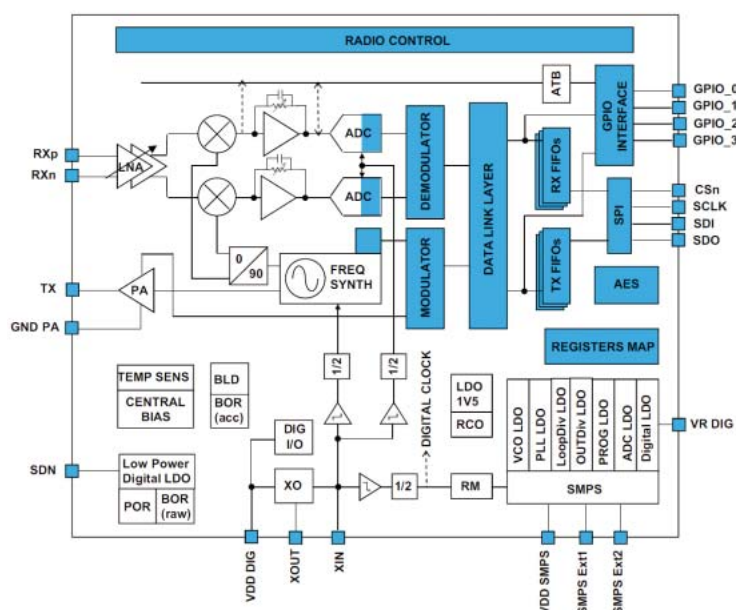 RADIO CONTROL
ATB
GPIO
INTERFACE
GPIO_0
GPIO_1
GPIO_2
GPIO_3
RXp
RXn
LNA
ADC
ADC
DEMODULATOR
DATA LINK LAYER
RX FIFOs
SPI
CSn
SCLK
SDI
SDO
TX
GND PA
PA
0
90
FREQ
SYNTH
MODULATOR
TX FIFOs
AES
REGISTERS MAP
1/2
1/2
TEMP SENS
CENTRAL
BIAS
BLD
BOR
(acc)
DIG
I/O
DIGITAL CLOCK
LDO
1V5
RCO
VCO LDO
PLL LDO
LoopDiv LDO
OUTDiv LDO
PROG LDO
ADC LDO
Digital LDO
SMPS
VR DIG
SDN
Low Power
Digital LDO
POR
BOR
(raw)
XO
1/2
RM
VDD DIG
XOUT
XIN
VDD SMPS
SMPS Ext1
SMPS Ext2